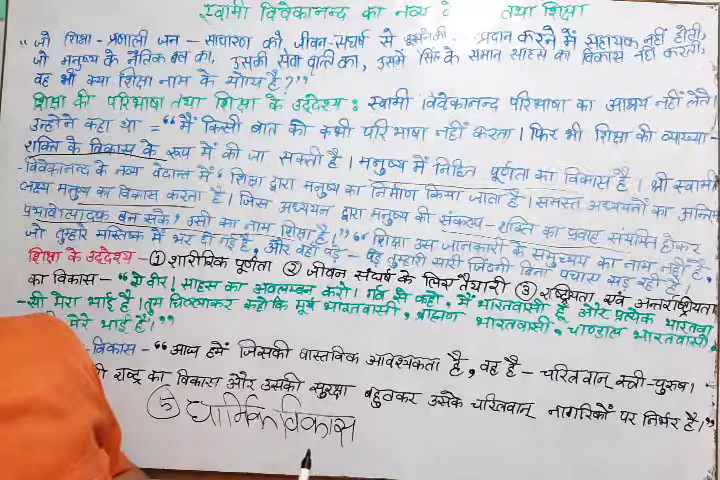 स्वामी विवेकानन्द का नव्य तथा शिक्षा
"जो शिक्षा-प्रणाली जन-साधारण को जीवन-संघर्ष से प्रदान करने में सहायक नहीं होती,
जो मनुष्य के नैतिक बल का, उसकी सेवा वृत्ति का, उसमें सिंह के समान साहस का विकास नहीं करती,
वह भी क्या शिक्षा नाम के योग्य है?"
शिक्षा की परिभाषा तथा शिक्षा के उद्देश्य : स्वामी विवेकानन्द परिभाषा का आश्रय नहीं लेते।
उन्होंने कहा था = "मैं किसी बात की कभी परिभाषा नहीं करता। फिर भी शिक्षा की व्याख्या-
शक्ति के विकास के रूप में की जा सकती है। मनुष्य में निहित पूर्णता का विकास है। श्री स्वामी
-विवेकानन्द के नव्य वेदान्त में "शिक्षा द्वारा मनुष्य का निर्माण किया जाता है। समस्त अध्ययनों का अन्तिम
लक्ष्य मनुष्य का विकास करना है। जिस अध्ययन द्वारा मनुष्य की संकल्प-शक्ति का प्रवाह संयमित होकर
प्रभावोत्पादक बन सके, उसी का नाम शिक्षा है।" "शिक्षा उस जानकारी के समुच्चय का नाम नहीं है,
जो तुम्हारे मस्तिष्क में भर दी गई है, और वहाँ पड़े-पड़े तुम्हारी सारी जिंदगी बिना पचाए सड़ रही है।
शिक्षा के उद्देश्य-① शारीरिक पूर्णता ② जीवन संघर्ष के लिए तैयारी ③ राष्ट्रियता एवं अन्तर्राष्ट्रियता
का विकास - "ऐ वीर! साहस का अवलम्बन करो। गर्व से कहो, मैं भारतवासी हूँ और प्रत्येक भारतवा
-सी मेरा भाई है। तुम चिल्लाकर कहो कि मूर्ख भारतवासी, ब्राह्मण भारतवासी, चाण्डाल भारतवासी,
मेरे भाई हैं।"
-विकास - "आज हमें जिसकी वास्तविक आवश्यकता है, वह है - चरित्रवान् स्त्री-पुरुष।
राष्ट्र का विकास और उसकी सुरक्षा उसके चरित्रवान् नागरिकों पर निर्भर है।"
⑤ धार्मिक विकास